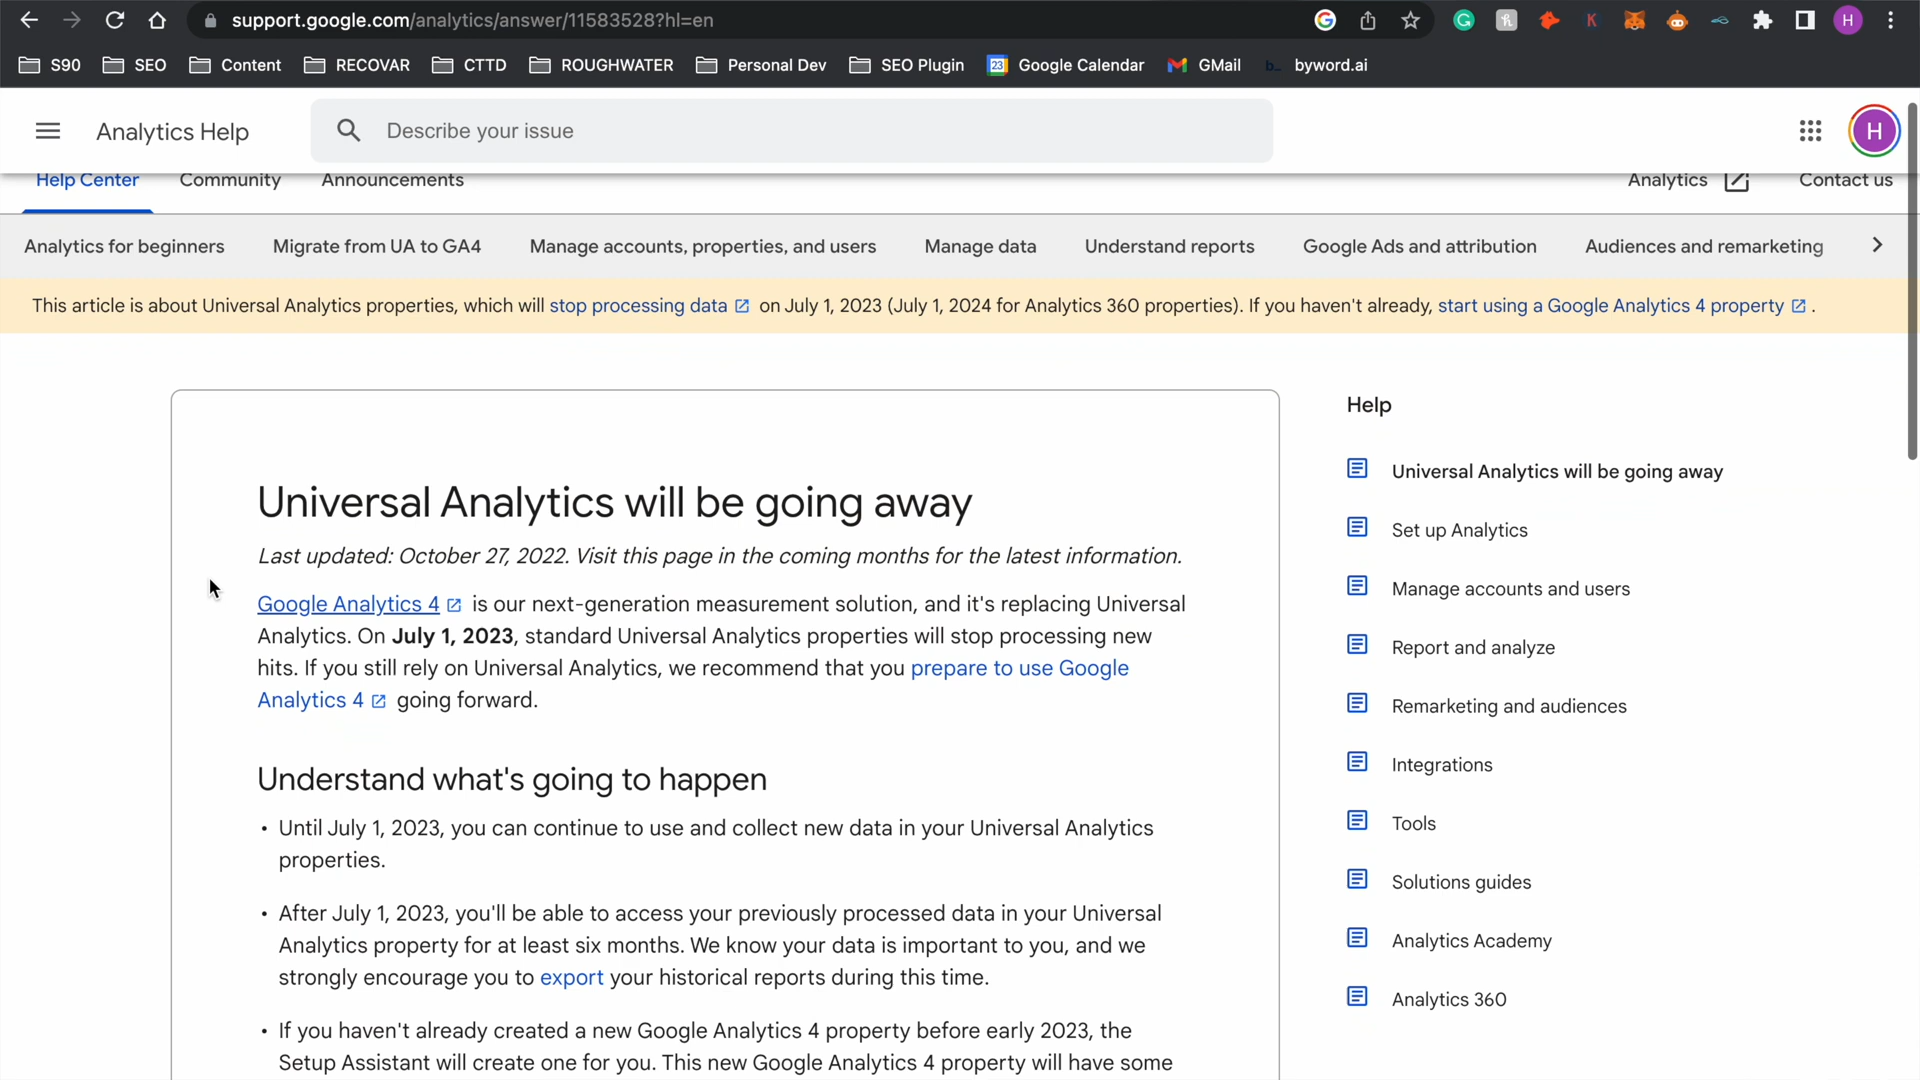 support.google.com/analytics/answer/11583528?hl=en
H
S90 SEO Content RECOVAR CTTD ROUGHWATER Personal Dev SEO Plugin 23 Google Calendar GMail b.. byword.ai
Analytics Help Describe your issue H
Help Center Community Announcements Analytics Contact us
Analytics for beginners Migrate from UA to GA4 Manage accounts, properties, and users Manage data Understand reports Google Ads and attribution Audiences and remarketing
This article is about Universal Analytics properties, which will stop processing data on July 1, 2023 (July 1, 2024 for Analytics 360 properties). If you haven't already, start using a Google Analytics 4 property .
Universal Analytics will be going away
Last updated: October 27, 2022. Visit this page in the coming months for the latest information.
Google Analytics 4 is our next-generation measurement solution, and it's replacing Universal
Analytics. On July 1, 2023, standard Universal Analytics properties will stop processing new
hits. If you still rely on Universal Analytics, we recommend that you prepare to use Google
Analytics 4 going forward.
Understand what's going to happen
• Until July 1, 2023, you can continue to use and collect new data in your Universal Analytics
properties.
• After July 1, 2023, you'll be able to access your previously processed data in your Universal
Analytics property for at least six months. We know your data is important to you, and we
strongly encourage you to export your historical reports during this time.
• If you haven't already created a new Google Analytics 4 property before early 2023, the
Setup Assistant will create one for you. This new Google Analytics 4 property will have some
Help
Universal Analytics will be going away
Set up Analytics
Manage accounts and users
Report and analyze
Remarketing and audiences
Integrations
Tools
Solutions guides
Analytics Academy
Analytics 360